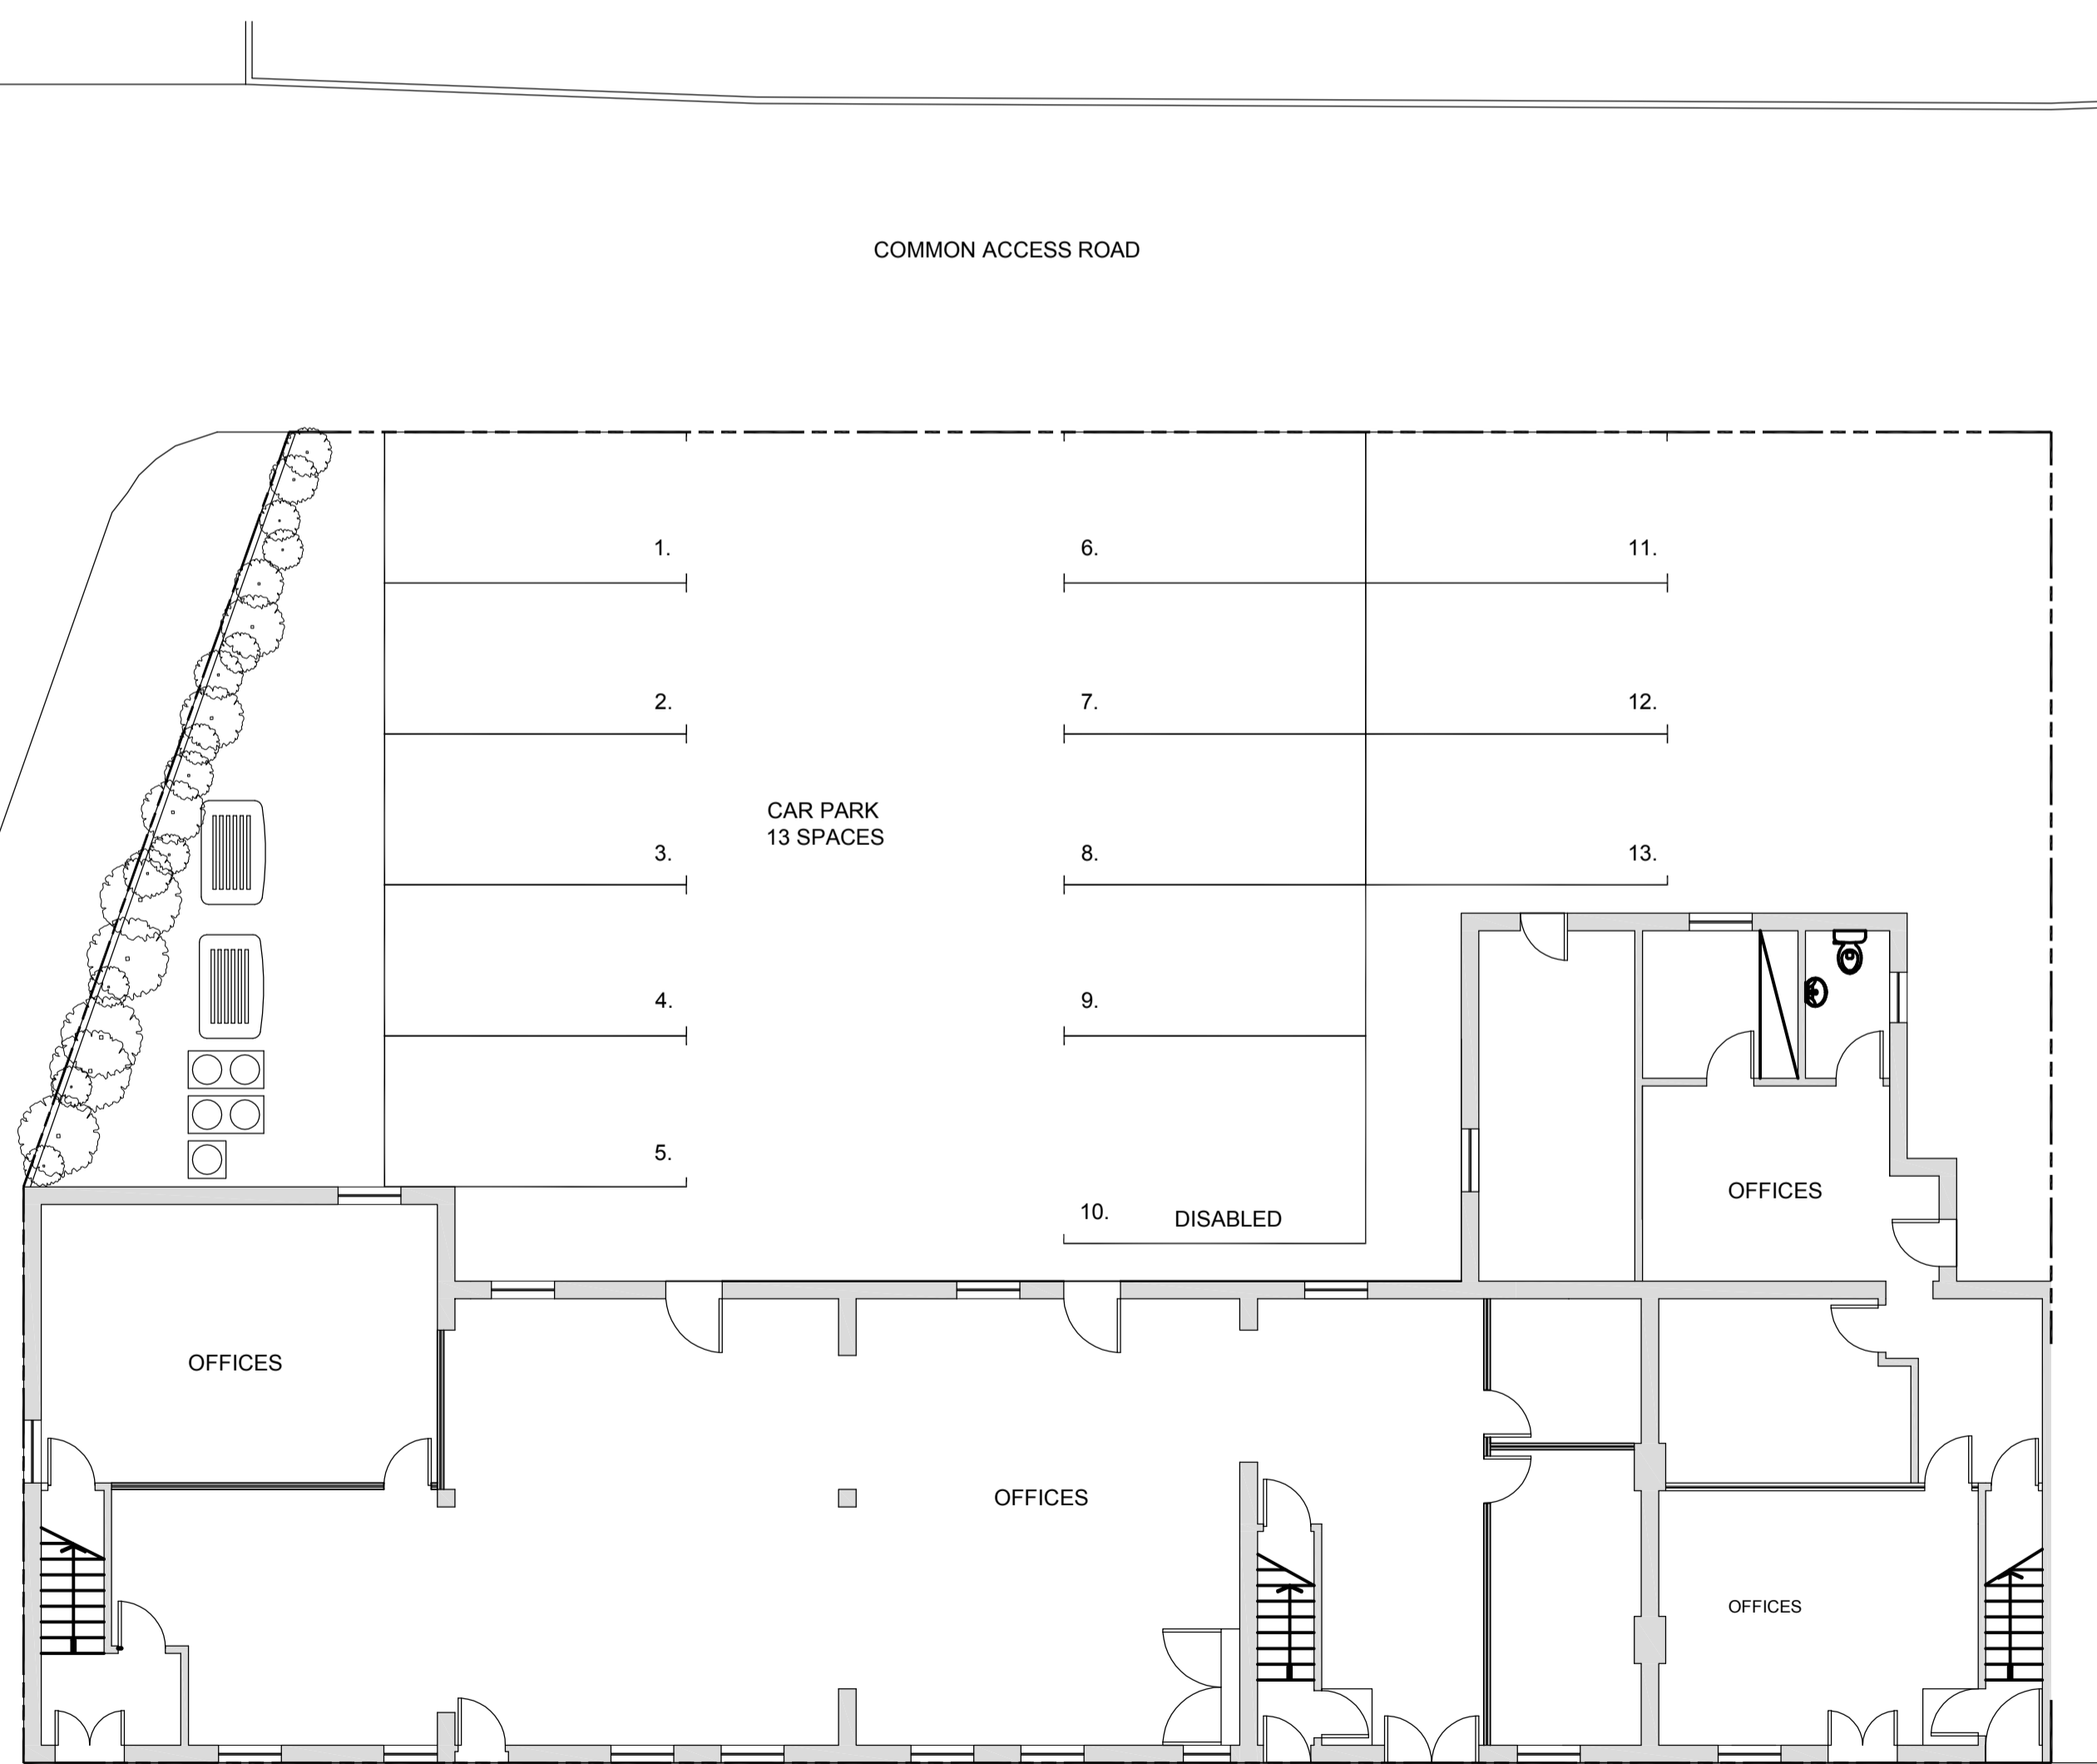 COMMON ACCESS ROAD
1.
6.
11.
2.
7.
12.
CAR PARK
13 SPACES
3.
8.
13.
4.
9.
5.
10.
DISABLED
OFFICES
OFFICES
OFFICES
OFFICES